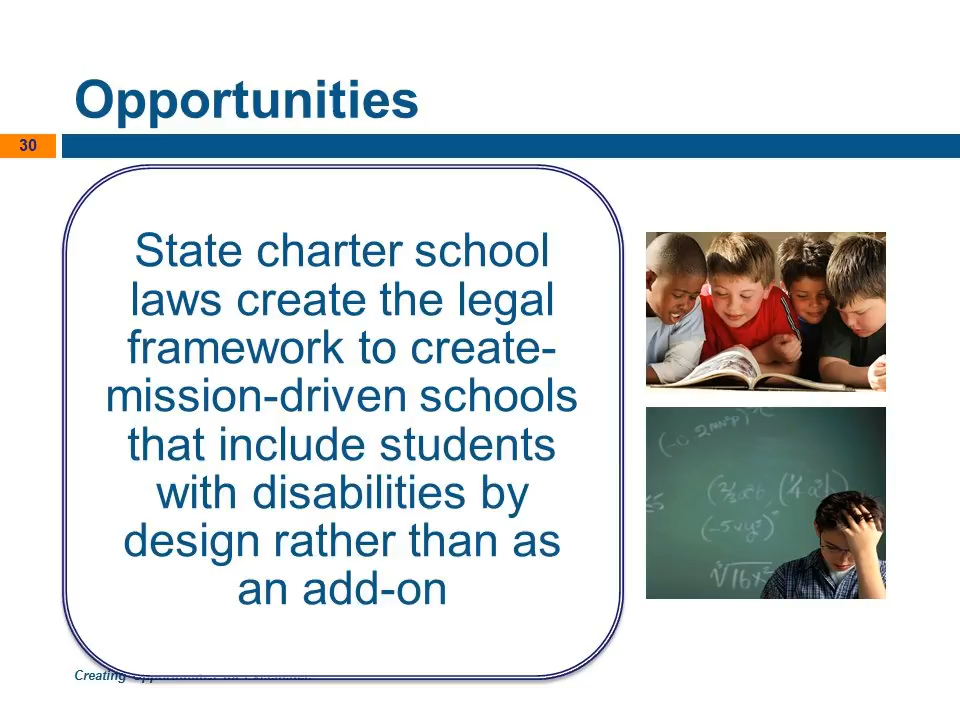 Opportunities
30
State charter school
laws create the legal
framework to create-
mission-driven schools
that include students
with disabilities by
design rather than as
an add-on
Creating